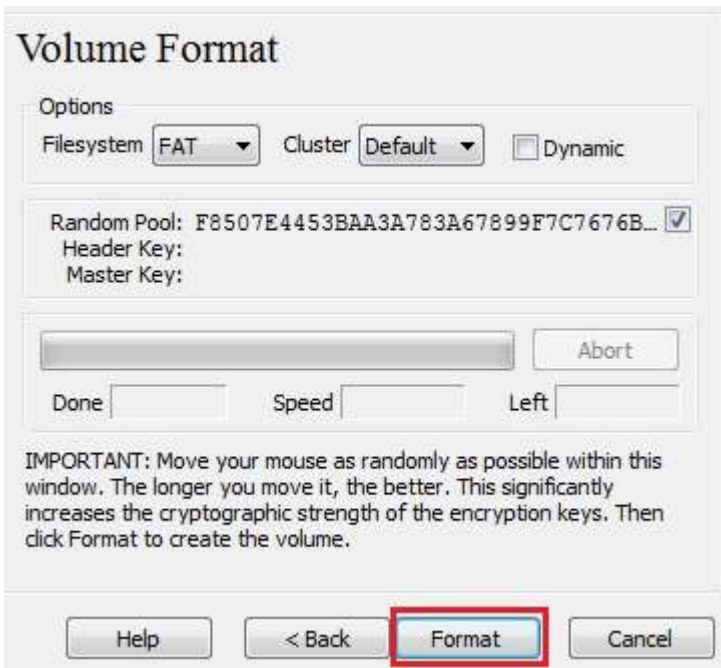 Volume Format
Options
Filesystem FAT Cluster Default Dynamic
Random Pool: F8507E4453BAA3A783A67899F7C7676B...
Header Key:
Master Key:
Abort
Done Speed Left
IMPORTANT: Move your mouse as randomly as possible within this
window. The longer you move it, the better. This significantly
increases the cryptographic strength of the encryption keys. Then
click Format to create the volume.
Help < Back Format Cancel